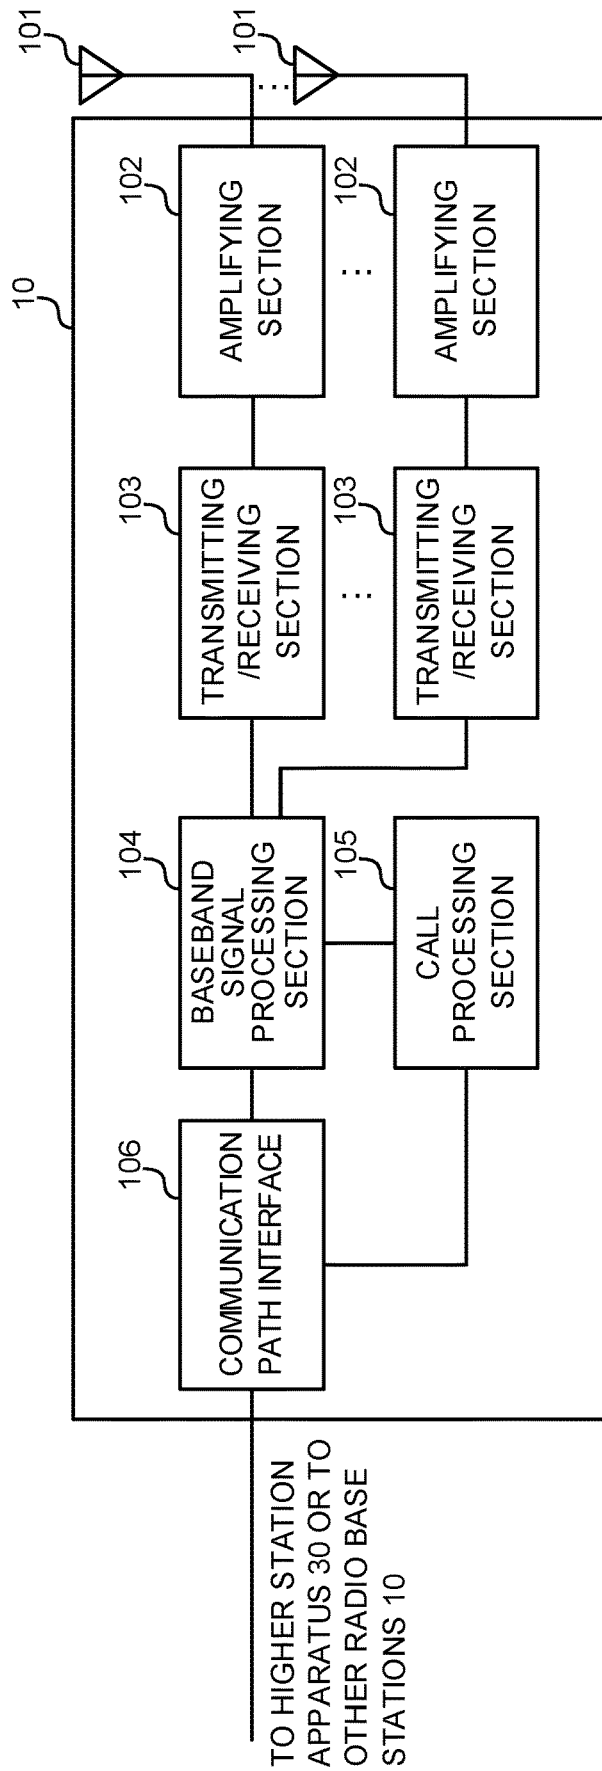 10
106
COMMUNICATION
PATH INTERFACE
104
BASEBAND
SIGNAL
PROCESSING
SECTION
103
TRANSMITTING
/RECEIVING
SECTION
102
AMPLIFYING
SECTION
101
...
...
...
105
CALL
PROCESSING
SECTION
103
TRANSMITTING
/RECEIVING
SECTION
102
AMPLIFYING
SECTION
101
TO HIGHER STATION
APPARATUS 30 OR TO
OTHER RADIO BASE
STATIONS 10